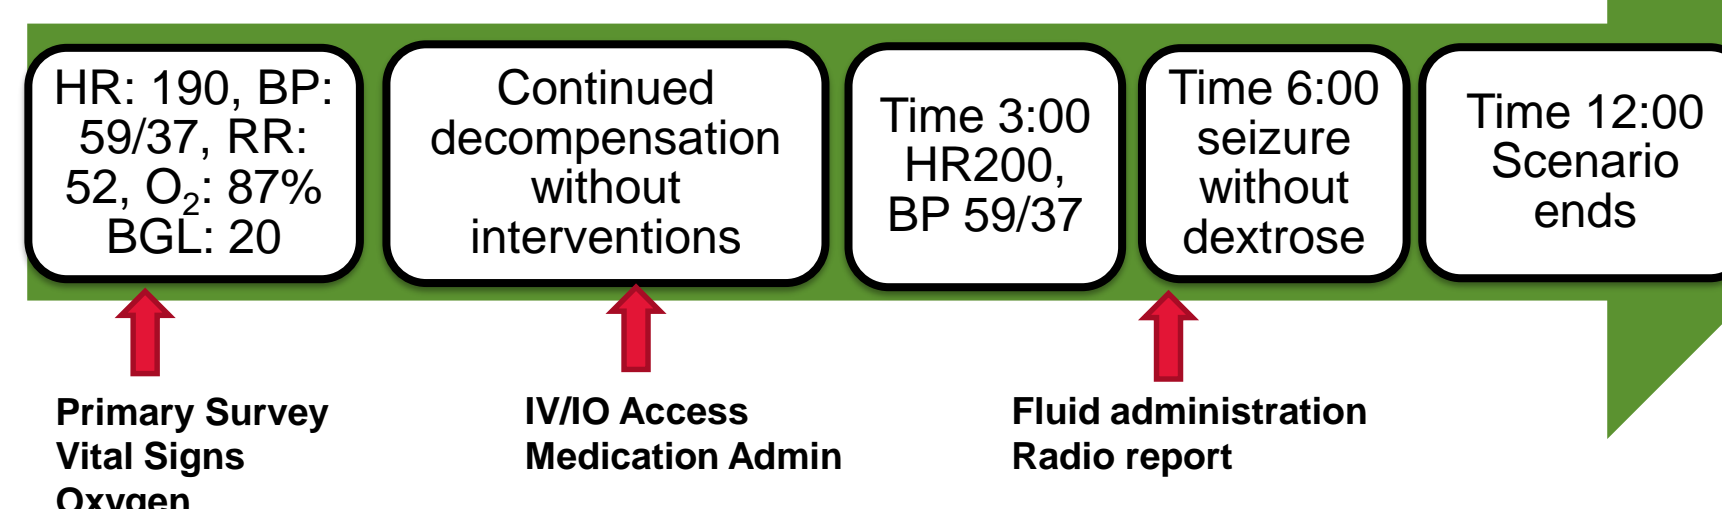 HR: 190, BP:
59/37, RR:
52, O₂: 87%
BGL: 20
Continued
decompensation
without
interventions
Time 3:00
HR200,
BP 59/37
Time 6:00
seizure
without
dextrose
Time 12:00
Scenario
ends
Primary Survey
Vital Signs
Oxygen
IV/IO Access
Medication Admin
Fluid administration
Radio report